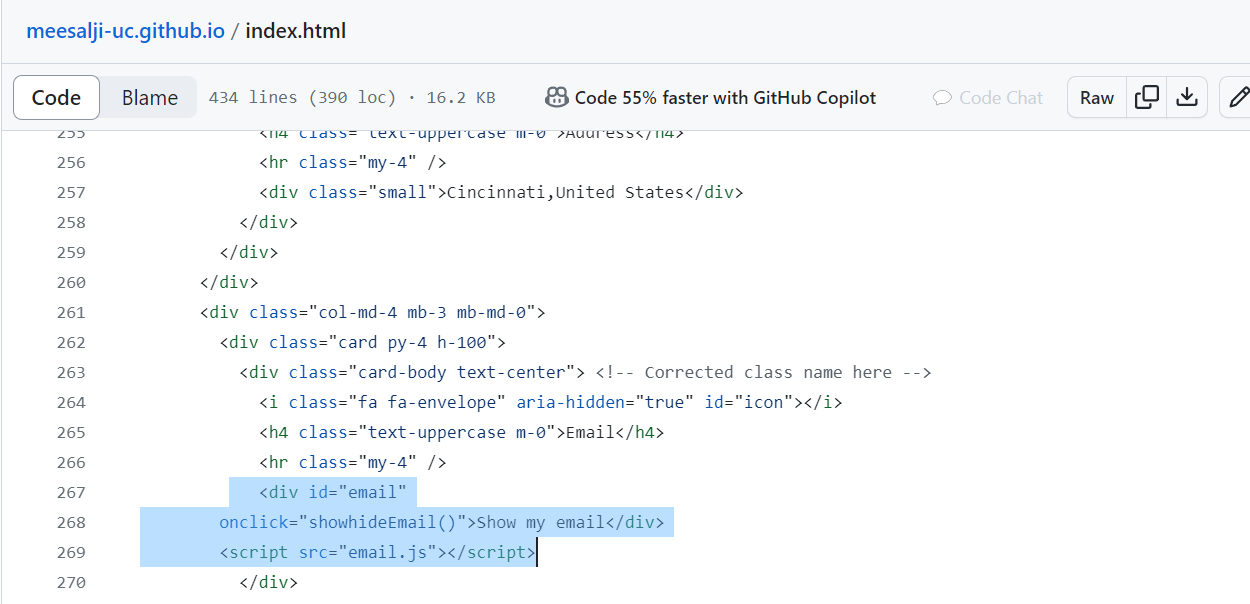 meesalji-uc.github.io / index.html
Code Blame 434 lines (390 loc) · 16.2 KB Code 55% faster with GitHub Copilot Code Chat Raw
255 <h4 class="text-uppercase m-0">Address</h4>
256 <hr class="my-4" />
257 <div class="small">Cincinnati,United States</div>
258 </div>
259 </div>
260 </div>
261 <div class="col-md-4 mb-3 mb-md-0">
262 <div class="card py-4 h-100">
263 <div class="card-body text-center"> <!-- Corrected class name here -->
264 <i class="fa fa-envelope" aria-hidden="true" id="icon"></i>
265 <h4 class="text-uppercase m-0">Email</h4>
266 <hr class="my-4" />
267 <div id="email"
268 onclick="showhideEmail()">Show my email</div>
269 <script src="email.js"></script>
270 </div>